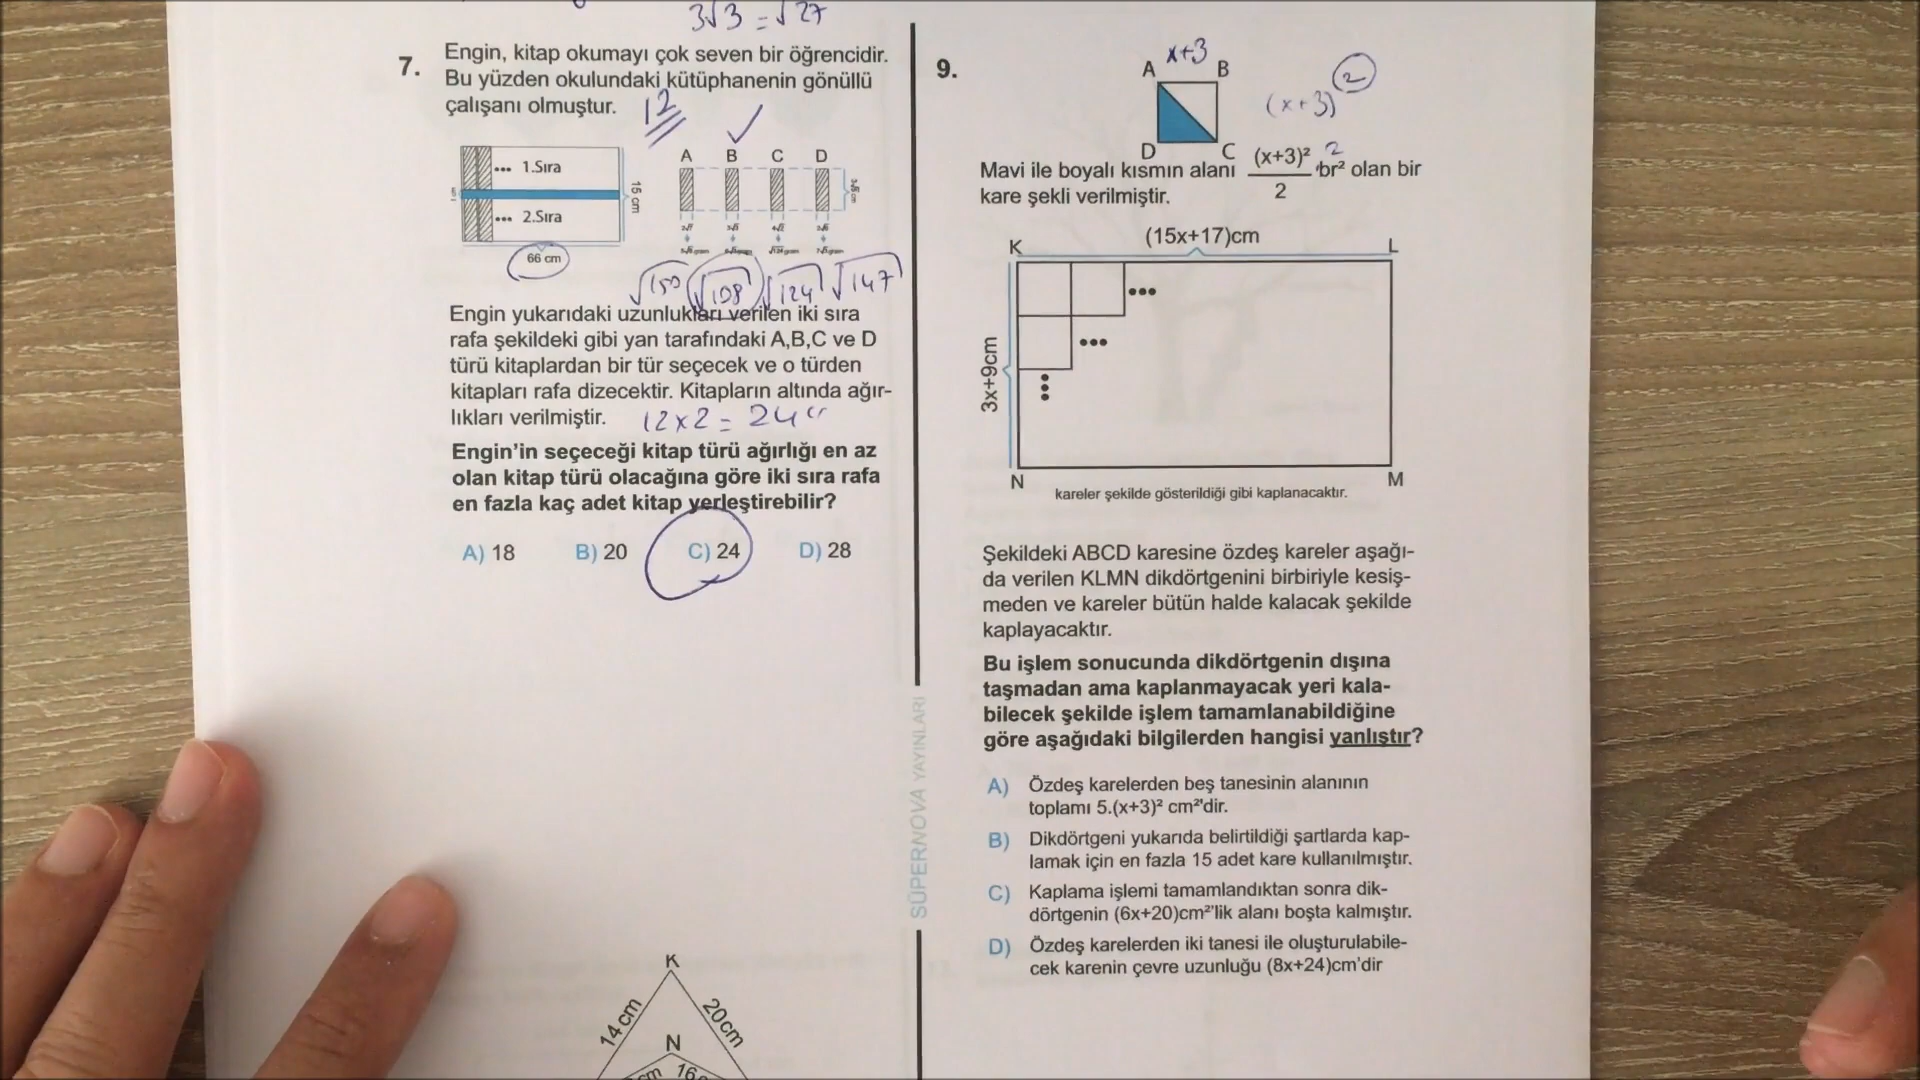 3√3 = √27
7.
Engin, kitap okumayı çok seven bir öğrencidir.
Bu yüzden okulundaki kütüphanenin gönüllü
çalışanı olmuştur.
12
... 1.Sıra
... 2.Sıra
15 cm
66 cm
A B C D
√150 √108 √124 √147
Engin yukarıdaki uzunlukları verilen iki sıra
rafa şekildeki gibi yan tarafındaki A,B,C ve D
türü kitaplardan bir tür seçecek ve o türden
kitapları rafa dizecektir. Kitapların altında ağır-
lıkları verilmiştir.
12x2 = 24
Engin'in seçeceği kitap türü ağırlığı en az
olan kitap türü olacağına göre iki sıra rafa
en fazla kaç adet kitap yerleştirebilir?
A) 18 B) 20 C) 24 D) 28
K
14 cm
20cm
N
cm
SÜPERNOVA YAYINLARI
9.
x+3
A B
D C
(x+3)²
Mavi ile boyalı kısmın alanı (x+3)²/2 br² olan bir
kare şekli verilmiştir.
(15x+17)cm
K L
3x+9cm
N M
kareler şekilde gösterildiği gibi kaplanacaktır.
Şekildeki ABCD karesine özdeş kareler aşağı-
da verilen KLMN dikdörtgenini birbiriyle kesiş-
meden ve kareler bütün halde kalacak şekilde
kaplayacaktır.
Bu işlem sonucunda dikdörtgenin dışına
taşmadan ama kaplanmayacak yeri kala-
bilecek şekilde işlem tamamlanabildiğine
göre aşağıdaki bilgilerden hangisi yanlıştır?
A) Özdeş karelerden beş tanesinin alanının
toplamı 5.(x+3)² cm²'dir.
B) Dikdörtgeni yukarıda belirtildiği şartlarda kap-
lamak için en fazla 15 adet kare kullanılmıştır.
C) Kaplama işlemi tamamlandıktan sonra dik-
dörtgenin (6x+20)cm²'lik alanı boşta kalmıştır.
D) Özdeş karelerden iki tanesi ile oluşturulabile-
cek karenin çevre uzunluğu (8x+24)cm'dir